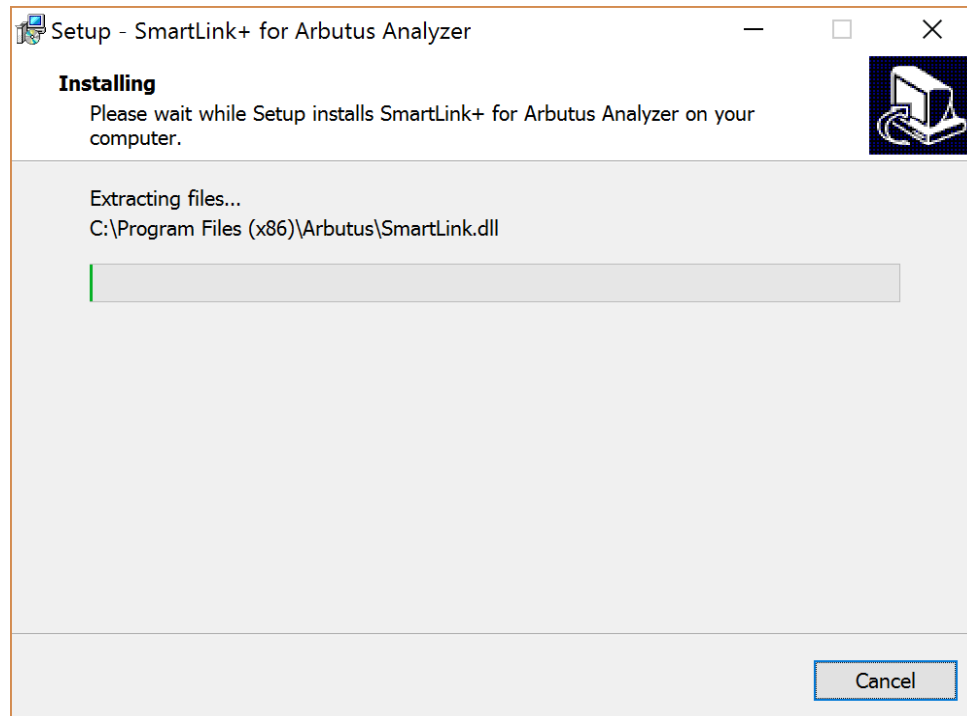 Setup - SmartLink+ for Arbutus Analyzer
Installing
Please wait while Setup installs SmartLink+ for Arbutus Analyzer on your
computer.
Extracting files...
C:\Program Files (x86)\Arbutus\SmartLink.dll
Cancel